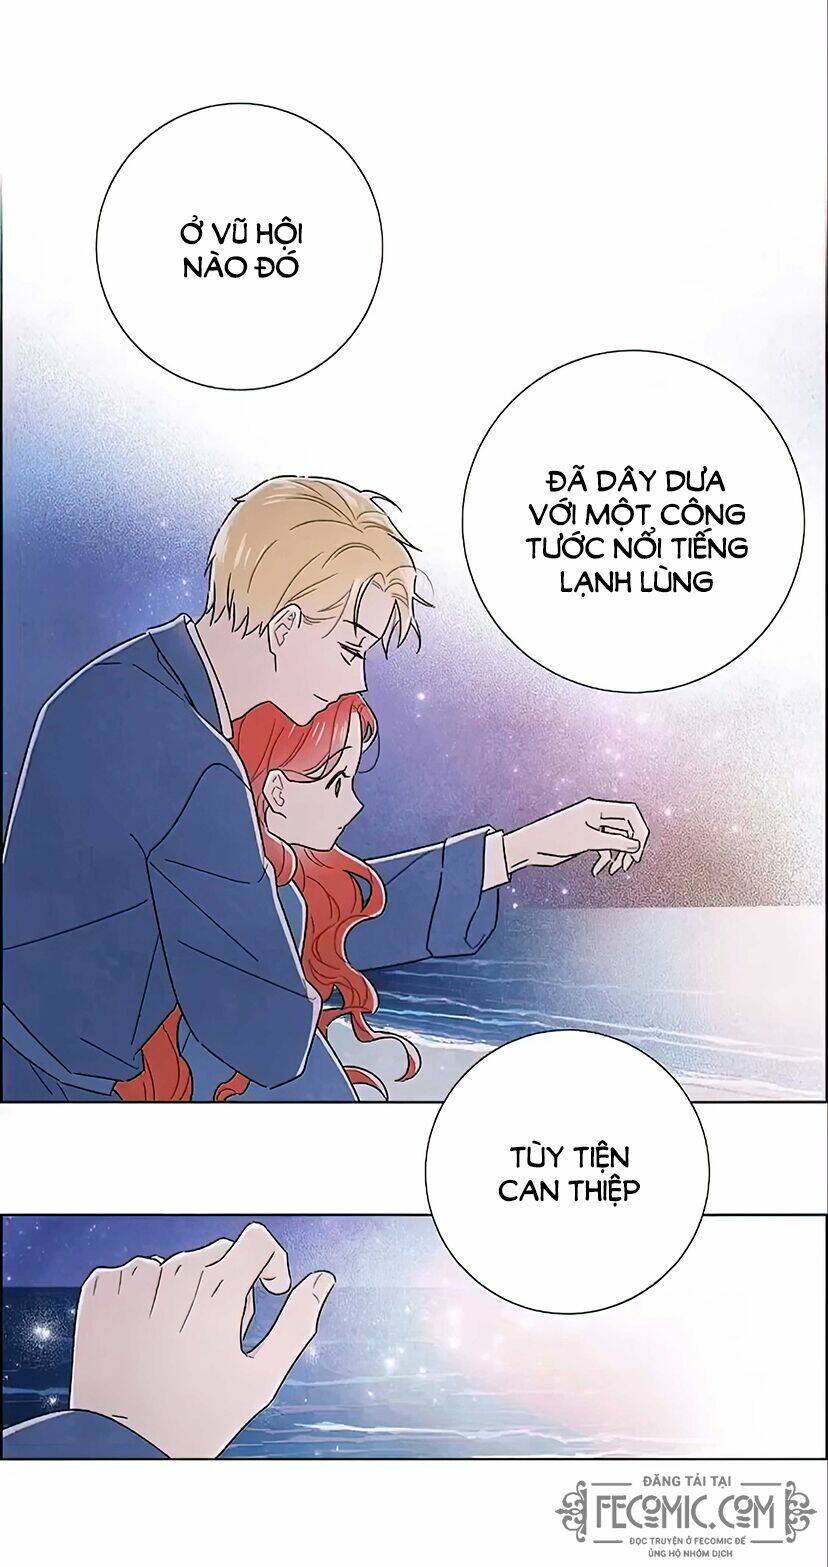 Ở VŨ HỘI
NÀO ĐÓ
ĐÃ DÂY DƯA
VỚI MỘT CÔNG
TƯỚC NỔI TIẾNG
LẠNH LÙNG
TÙY TIỆN
CAN THIỆP
ĐĂNG TẢI TẠI
FECOMIC.COM
ĐỌC TRUYỆN Ở FECOMIC ĐỂ
ỦNG HỘ NHÓM DỊCH